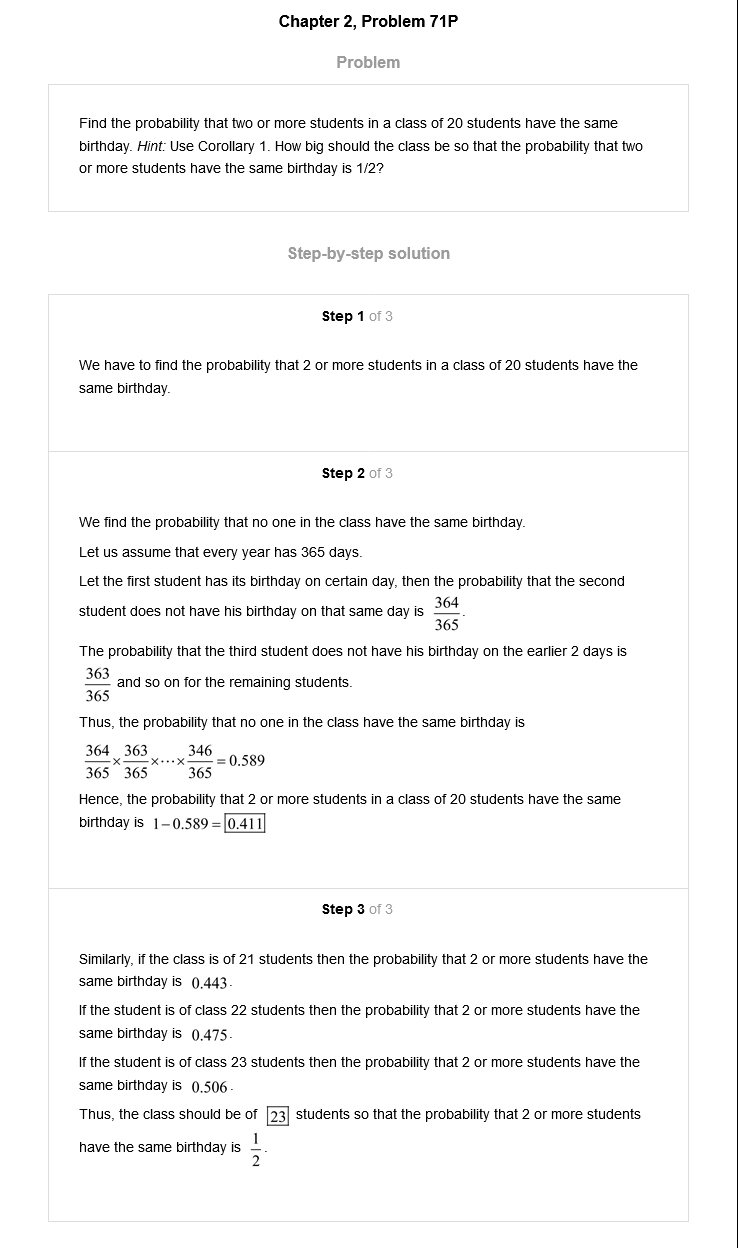 Chapter 2, Problem 71P
Problem
Find the probability that two or more students in a class of 20 students have the same
birthday. Hint: Use Corollary 1. How big should the class be so that the probability that two
or more students have the same birthday is 1/2?
Step-by-step solution
Step 1 of 3
We have to find the probability that 2 or more students in a class of 20 students have the
same birthday.
Step 2 of 3
We find the probability that no one in the class have the same birthday.
Let us assume that every year has 365 days.
Let the first student has its birthday on certain day, then the probability that the second
student does not have his birthday on that same day is 364/365.
The probability that the third student does not have his birthday on the earlier 2 days is
363/365 and so on for the remaining students.
Thus, the probability that no one in the class have the same birthday is
364/365 × 363/365 × ⋯ × 346/365 = 0.589
Hence, the probability that 2 or more students in a class of 20 students have the same
birthday is 1 − 0.589 = 0.411
Step 3 of 3
Similarly, if the class is of 21 students then the probability that 2 or more students have the
same birthday is 0.443.
If the student is of class 22 students then the probability that 2 or more students have the
same birthday is 0.475.
If the student is of class 23 students then the probability that 2 or more students have the
same birthday is 0.506.
Thus, the class should be of 23 students so that the probability that 2 or more students
have the same birthday is 1/2.